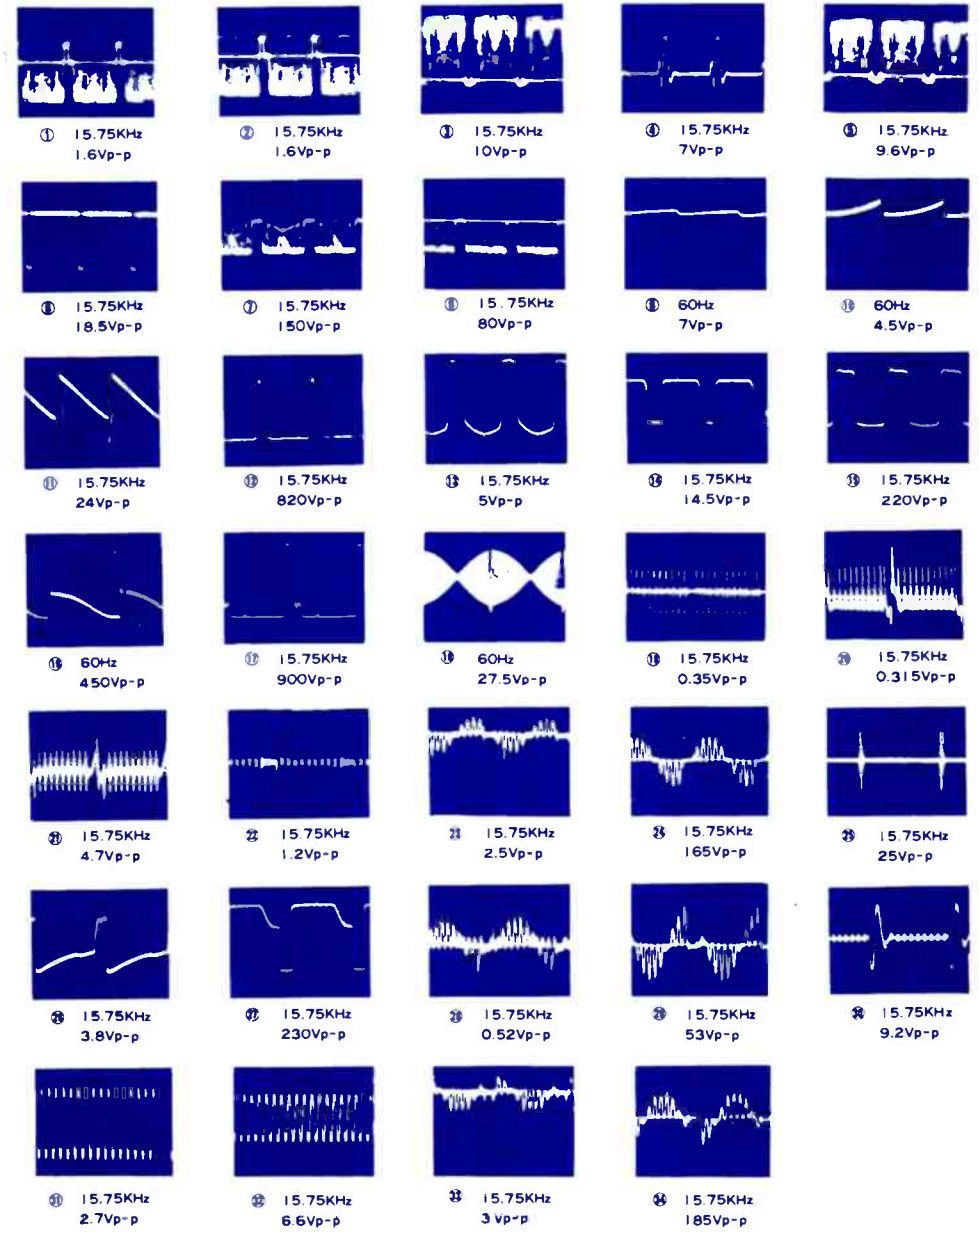 ① 15.75KHz
1.6Vp-p
② 15.75KHz
1.6Vp-p
③ 15.75KHz
10Vp-p
④ 15.75KHz
7Vp-p
⑤ 15.75KHz
9.6Vp-p
⑥ 15.75KHz
18.5Vp-p
⑦ 15.75KHz
150Vp-p
⑧ 15.75KHz
80Vp-p
⑨ 60Hz
7Vp-p
⑩ 60Hz
4.5Vp-p
⑪ 15.75KHz
24Vp-p
⑫ 15.75KHz
820Vp-p
⑬ 15.75KHz
5Vp-p
⑭ 15.75KHz
14.5Vp-p
⑮ 15.75KHz
220Vp-p
⑯ 60Hz
450Vp-p
⑰ 15.75KHz
900Vp-p
⑱ 60Hz
27.5Vp-p
⑲ 15.75KHz
0.35Vp-p
⑳ 15.75KHz
0.315Vp-p
㉑ 15.75KHz
4.7Vp-p
㉒ 15.75KHz
1.2Vp-p
㉓ 15.75KHz
2.5Vp-p
㉔ 15.75KHz
165Vp-p
㉕ 15.75KHz
25Vp-p
㉖ 15.75KHz
3.8Vp-p
㉗ 15.75KHz
230Vp-p
㉘ 15.75KHz
0.52Vp-p
㉙ 15.75KHz
53Vp-p
㉚ 15.75KHz
9.2Vp-p
㉛ 15.75KHz
2.7Vp-p
㉜ 15.75KHz
6.6Vp-p
㉝ 15.75KHz
3Vp-p
㉞ 15.75KHz
185Vp-p